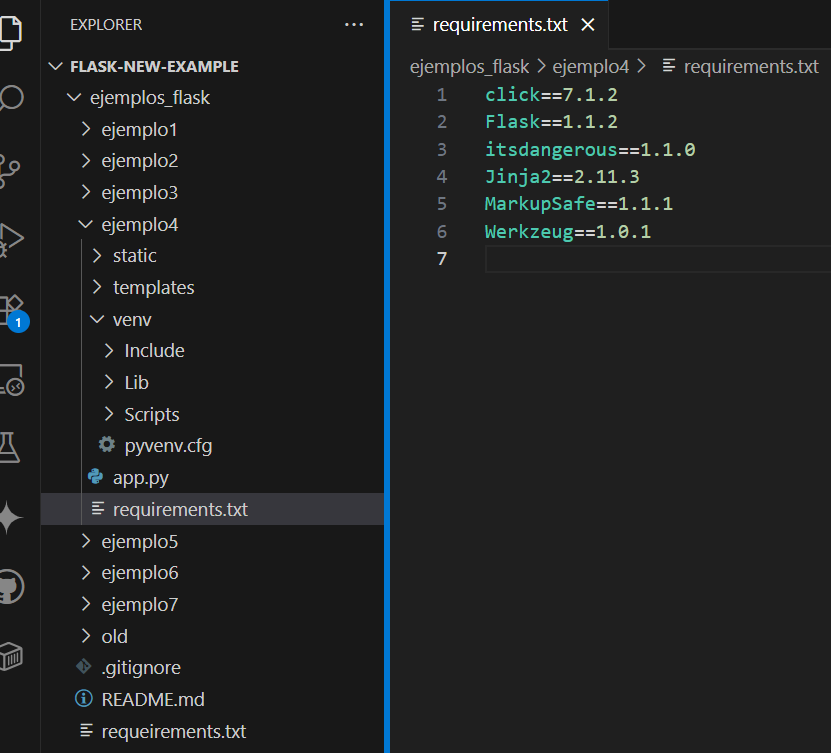 EXPLORER
FLASK-NEW-EXAMPLE
ejemplos_flask
ejemplo1
ejemplo2
ejemplo3
ejemplo4
static
templates
venv
Include
Lib
Scripts
pyvenv.cfg
app.py
requirements.txt
ejemplo5
ejemplo6
ejemplo7
old
.gitignore
README.md
requeirements.txt
1
requirements.txt
ejemplos_flask > ejemplo4 > requirements.txt
1 click==7.1.2
2 Flask==1.1.2
3 itsdangerous==1.1.0
4 Jinja2==2.11.3
5 MarkupSafe==1.1.1
6 Werkzeug==1.0.1
7